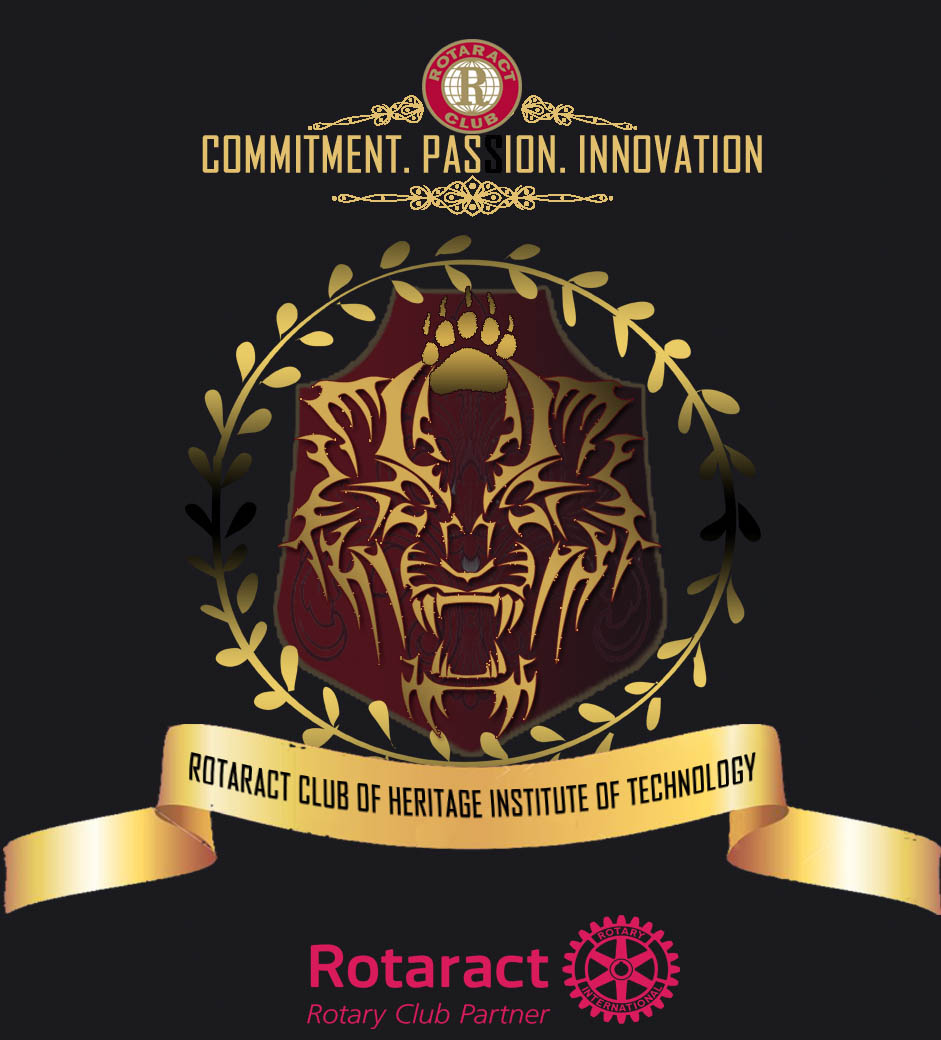 ROTARACT
R
CLUB
COMMITMENT. PASSION. INNOVATION
ROTARACT CLUB OF HERITAGE INSTITUTE OF TECHNOLOGY
Rotaract
Rotary Club Partner
ROTARY
INTERNATIONAL